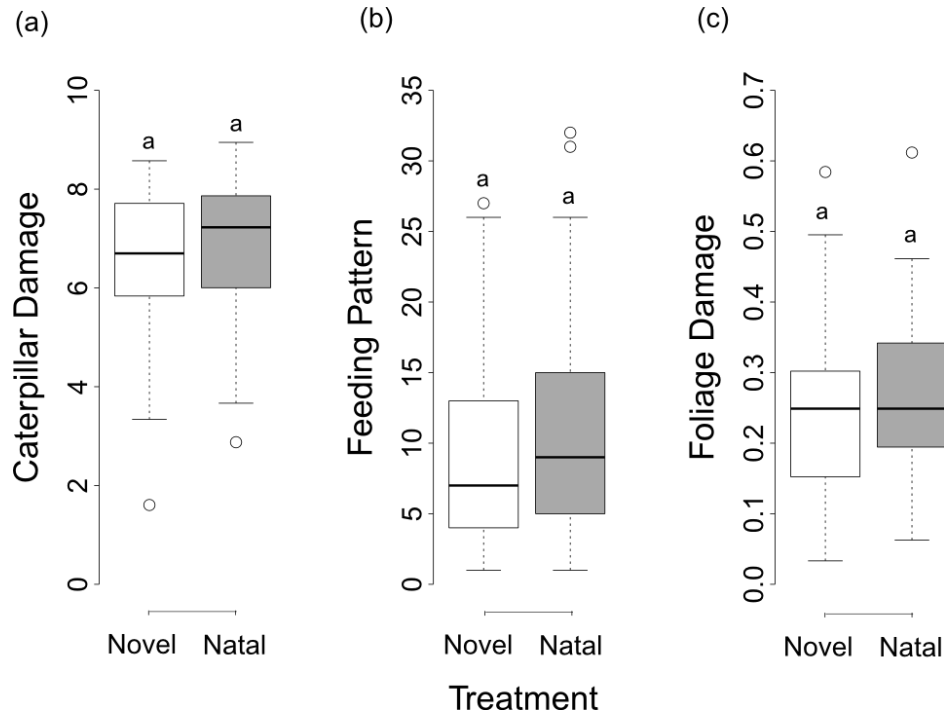 (a)
Caterpillar Damage
10
8
6
4
2
0
a
a
Novel
Natal
(b)
Feeding Pattern
35
30
25
20
15
10
5
0
a
a
Novel
Natal
(c)
Foliage Damage
0.7
0.6
0.5
0.4
0.3
0.2
0.1
0.0
a
a
Novel
Natal
Treatment